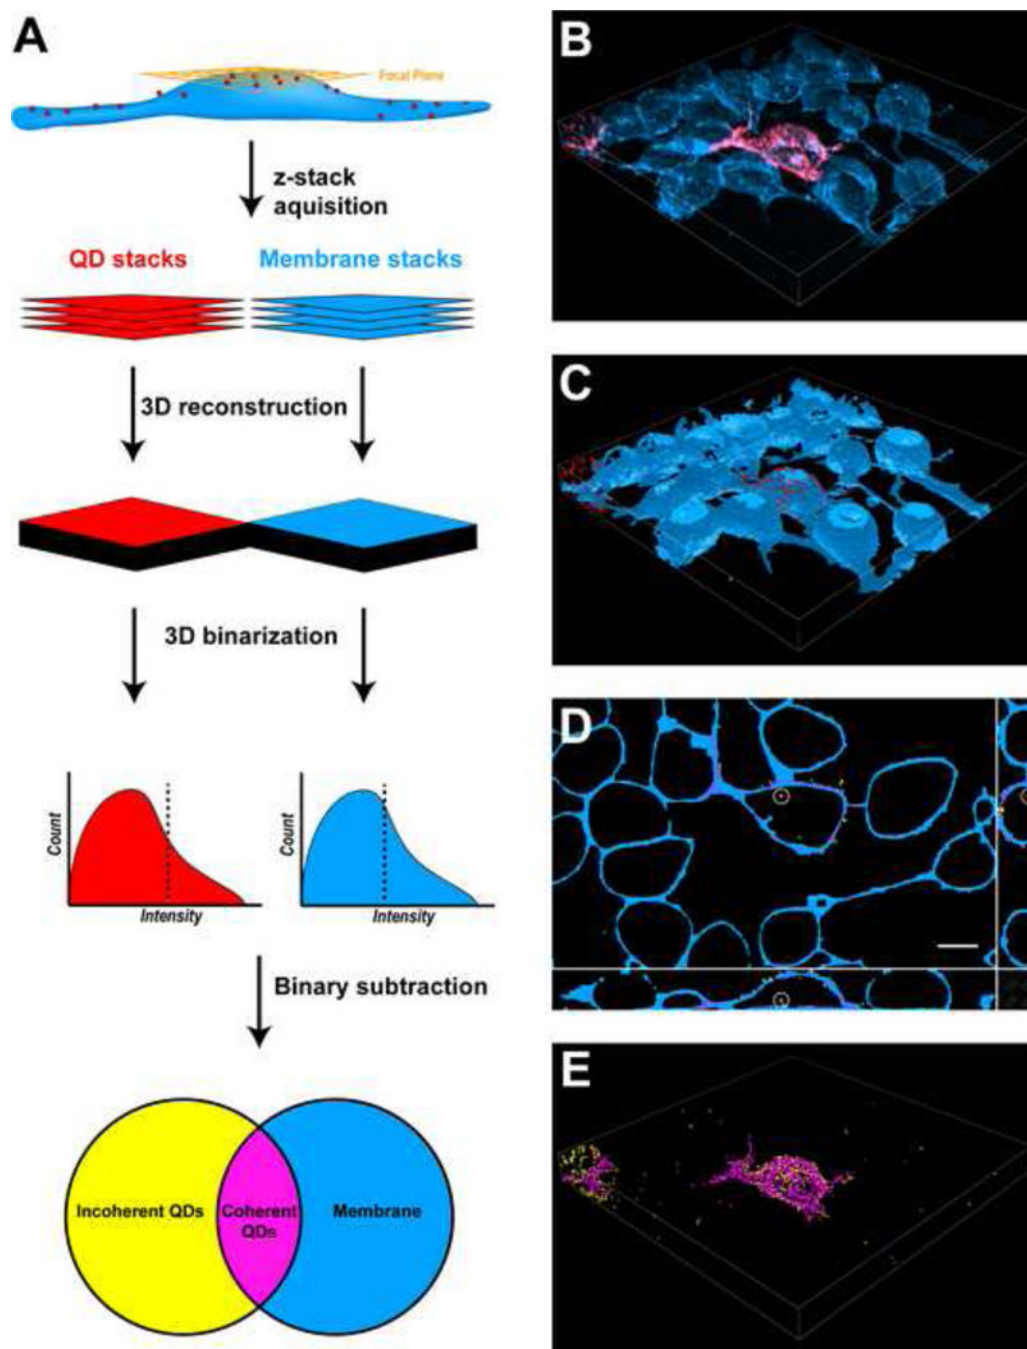 A
Focal Plane
z-stack
aquisition
QD stacks
Membrane stacks
3D reconstruction
3D binarization
Count
Intensity
Count
Intensity
Binary subtraction
Incoherent QDs
Coherent
QDs
Membrane
B
C
D
E